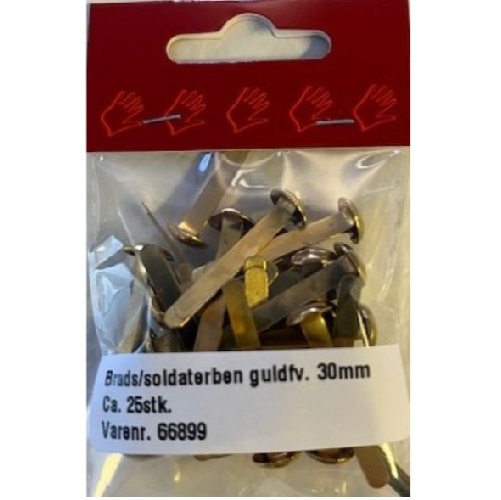 Brads/soldaterben guldfv. 30mm
Ca. 25stk.
Varenr. 66899